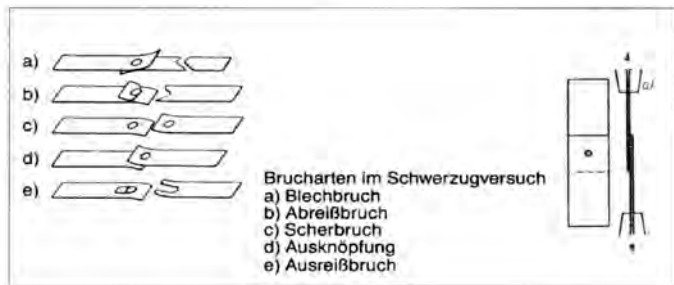 a)
b)
c)
d)
e)
Brucharten im Schwerzugversuch
a) Blechbruch
b) Abreißbruch
c) Scherbruch
d) Ausknöpfung
e) Ausreißbruch